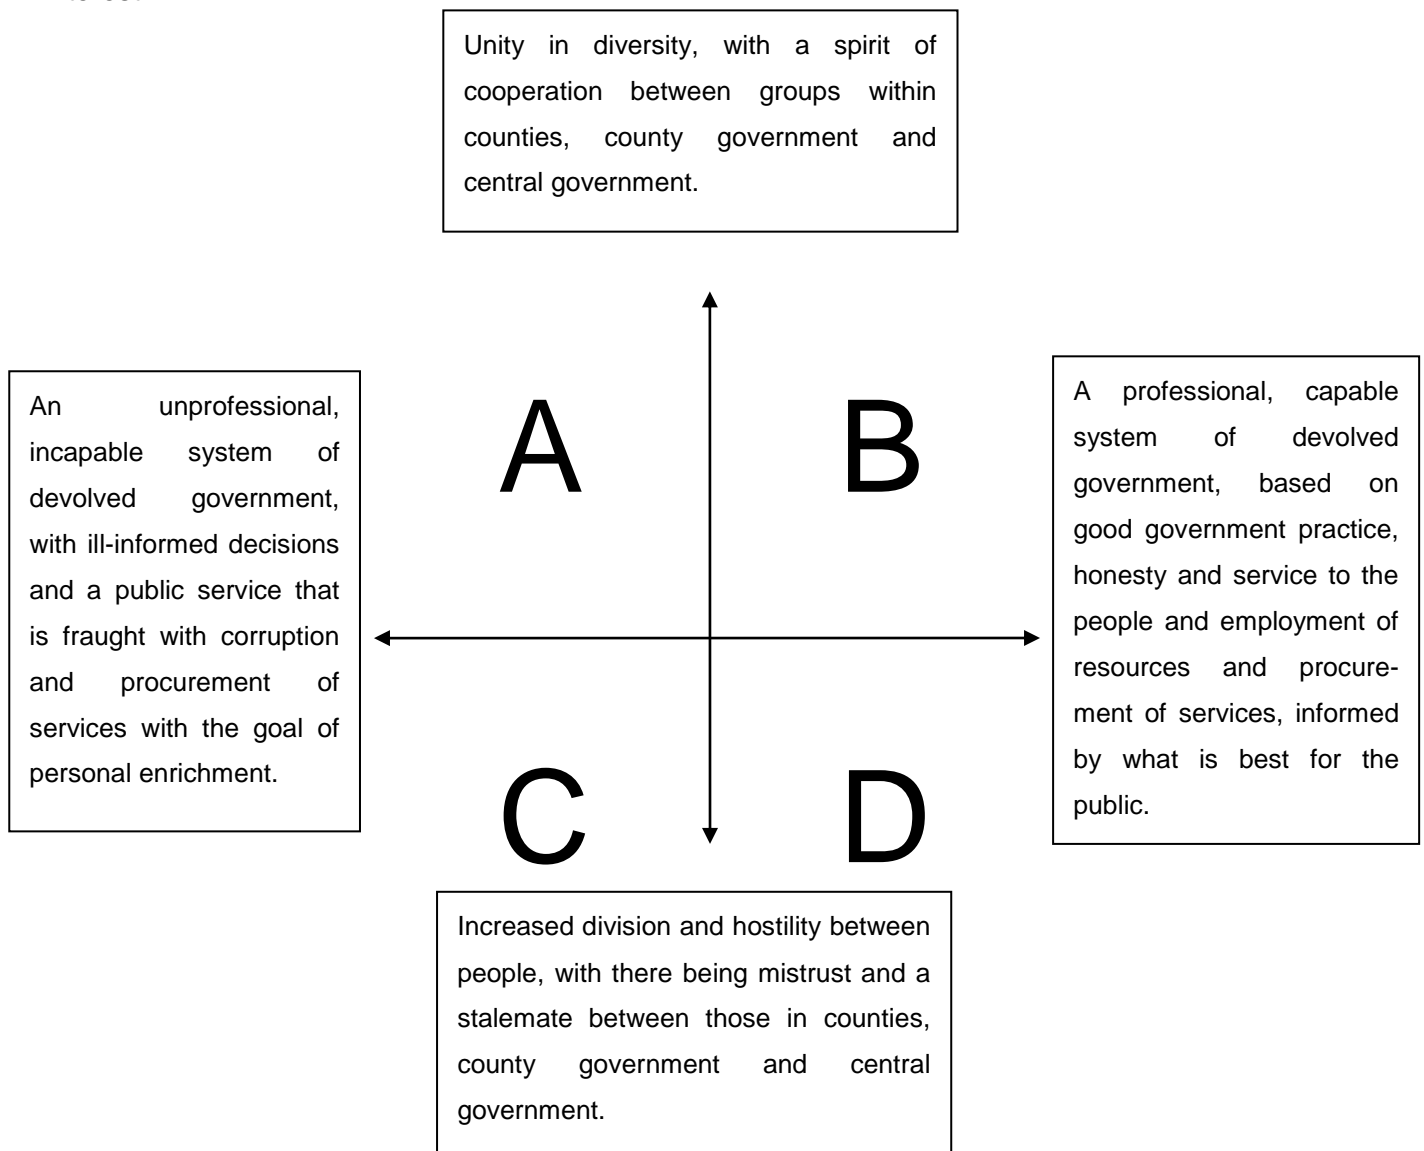 Unity in diversity, with a spirit of
cooperation between groups within
counties, county government and
central government.
An unprofessional,
incapable system of
devolved government,
with ill-informed decisions
and a public service that
is fraught with corruption
and procurement of
services with the goal of
personal enrichment.
A
B
A professional, capable
system of devolved
government, based on
good government practice,
honesty and service to the
people and employment of
resources and procure-
ment of services, informed
by what is best for the
public.
C
D
Increased division and hostility between
people, with there being mistrust and a
stalemate between those in counties,
county government and central
government.